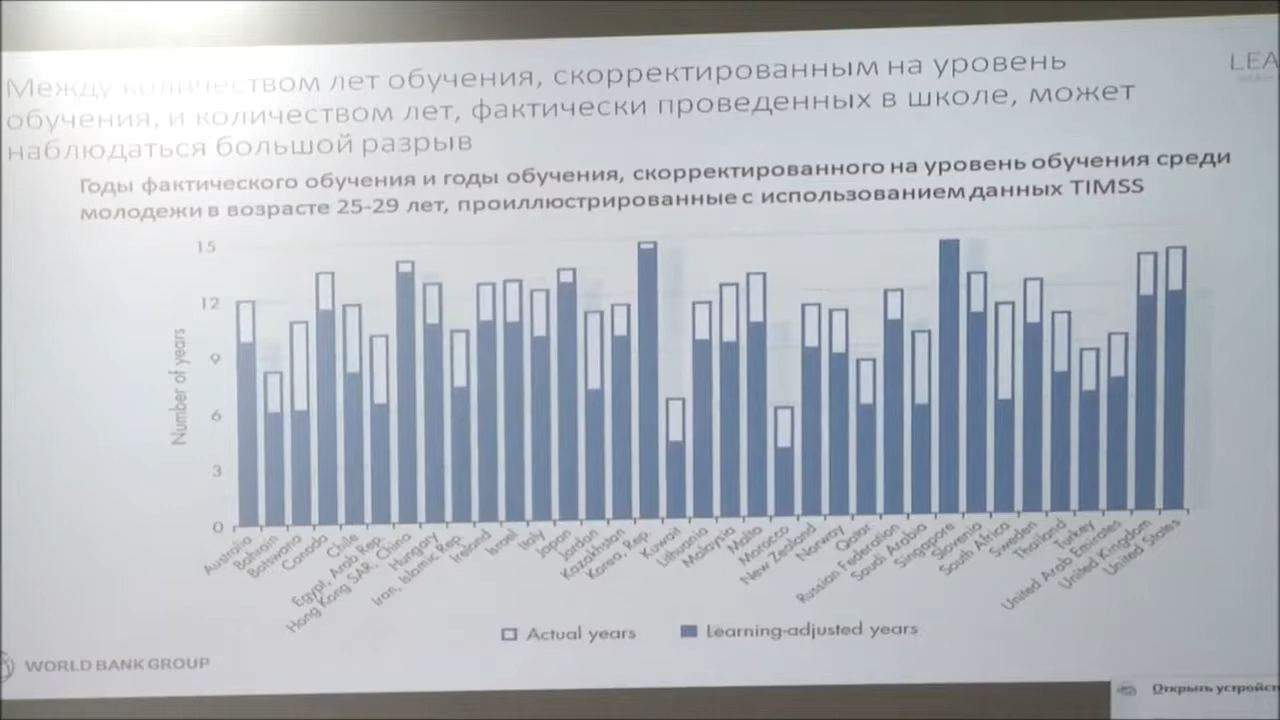 Между количеством лет обучения, скорректированным на уровень
обучения, и количеством лет, фактически проведенных в школе, может
наблюдаться большой разрыв
LEA
Годы фактического обучения и годы обучения, скорректированного на уровень обучения среди
молодежи в возрасте 25-29 лет, проиллюстрированные с использованием данных TIMSS
Number of years
15
12
9
6
3
0
Australia
Bahrain
Botswana
Canada
Chile
Egypt, Arab Rep.
Hong Kong SAR, China
Hungary
Iran, Islamic Rep.
Ireland
Israel
Italy
Japan
Jordan
Kazakhstan
Korea, Rep.
Kuwait
Lithuania
Malaysia
Malta
Morocco
New Zealand
Norway
Qatar
Russian Federation
Saudi Arabia
Singapore
Slovenia
South Africa
Sweden
Thailand
Turkey
United Arab Emirates
United Kingdom
United States
Actual years
Learning-adjusted years
WORLD BANK GROUP
Открыть устройст